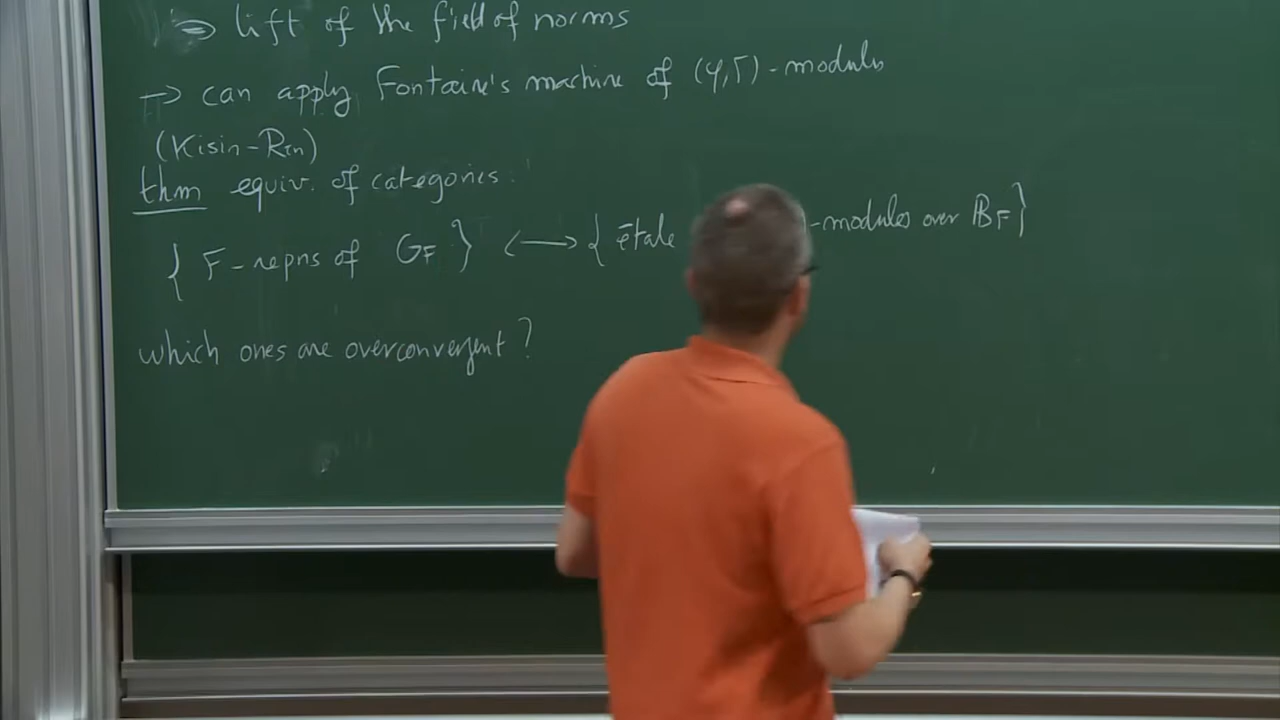 ⇒ lift of the field of norms
→ can apply Fontaine's machine of (φ,Γ)-modules
(Kisin-Ren)
thm equiv. of categories:
{ F-repns of G_F } ⟷ { étale -modules over 𝔹_F }
which ones are overconvergent?